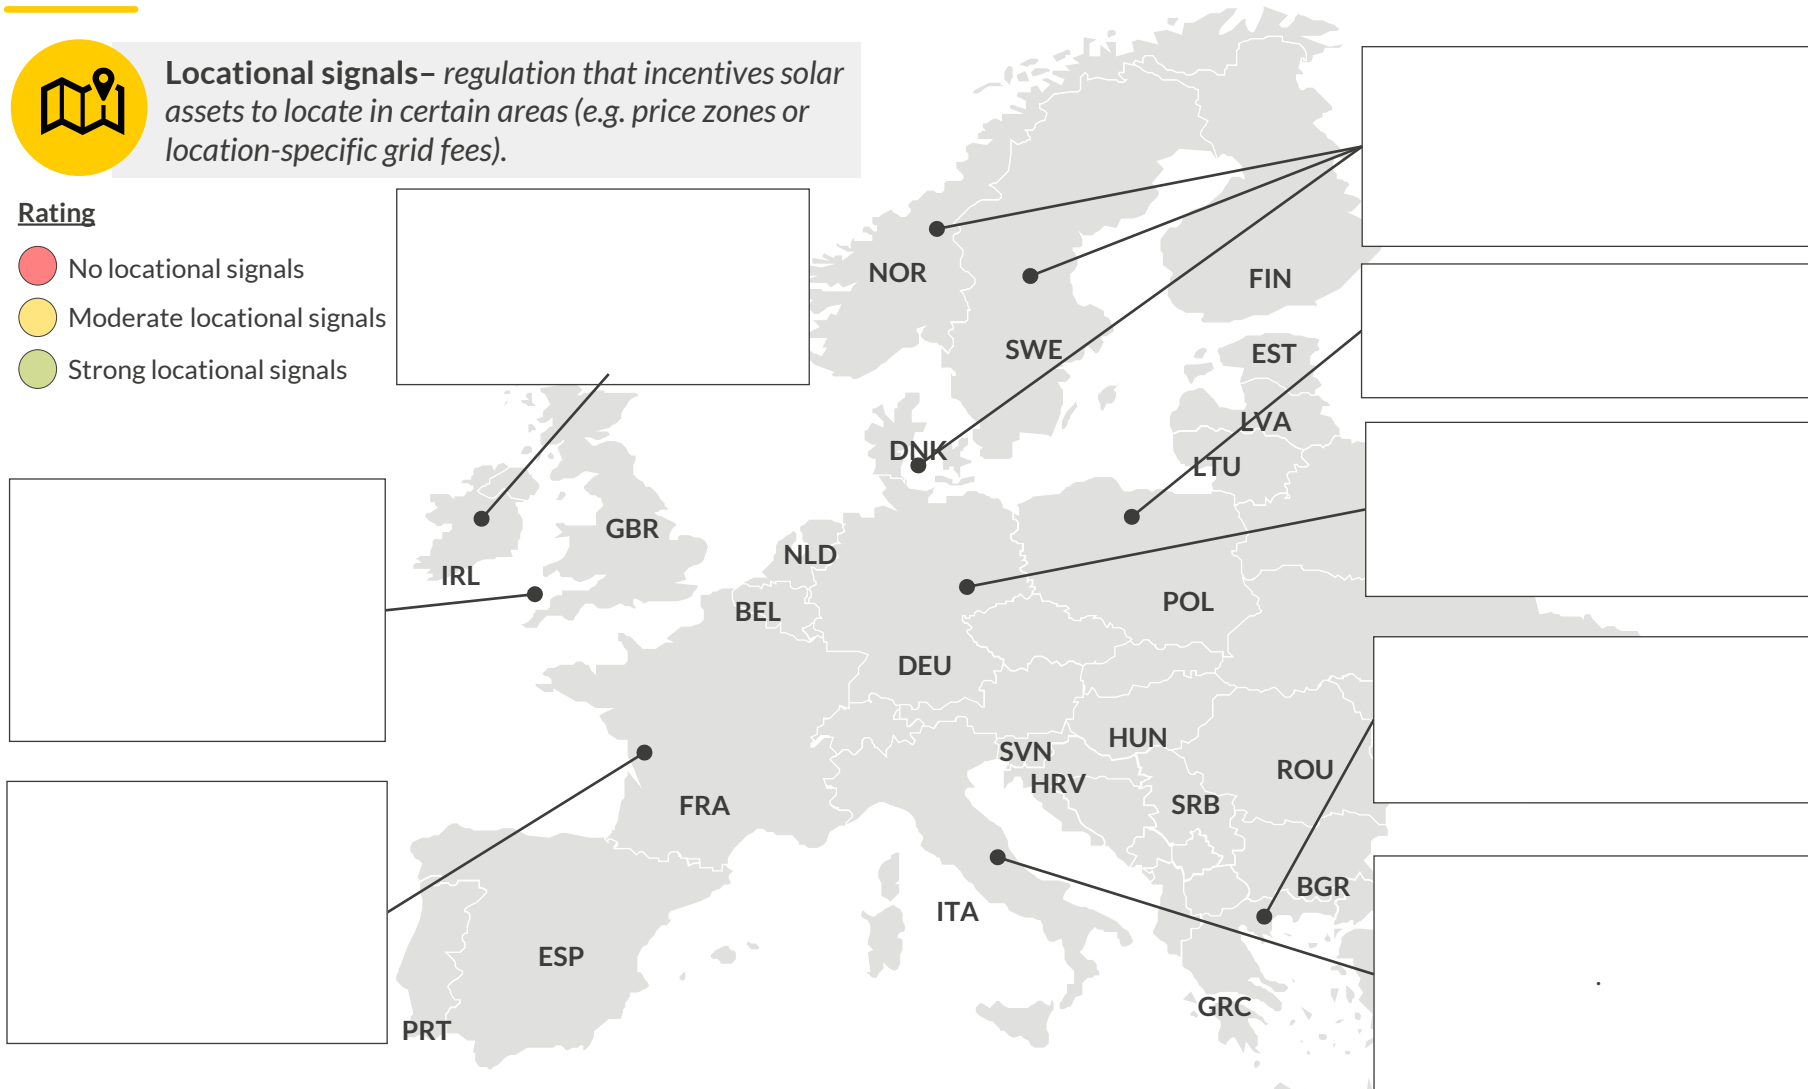 Locational signals– regulation that incentives solar
assets to locate in certain areas (e.g. price zones or
location-specific grid fees).
Rating
No locational signals
Moderate locational signals
Strong locational signals
NOR
FIN
SWE
EST
LVA
DNK
LTU
GBR
NLD
IRL
POL
BEL
DEU
HUN
SVN
ROU
HRV
SRB
FRA
BGR
ITA
ESP
GRC
PRT
.